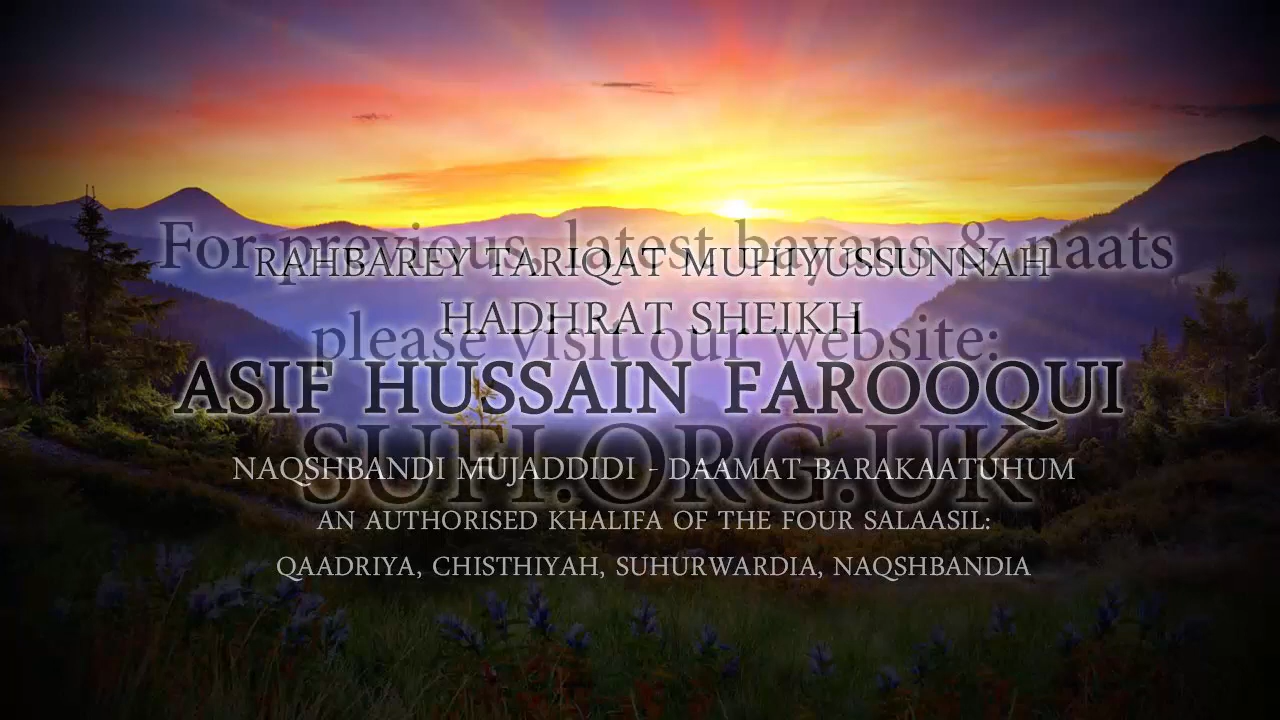 For previous, latest bayans & naats
RAHBAREY TARIQAT MUHIYUSSUNNAH
HADHRAT SHEIKH
please visit our website:
ASIF HUSSAIN FAROOQUI
SUFI.ORG.UK
NAQSHBANDI MUJADDIDI - DAAMAT BARAKAATUHUM
AN AUTHORISED KHALIFA OF THE FOUR SALAASIL:
QAADRIYA, CHISTHIYAH, SUHURWARDIA, NAQSHBANDIA